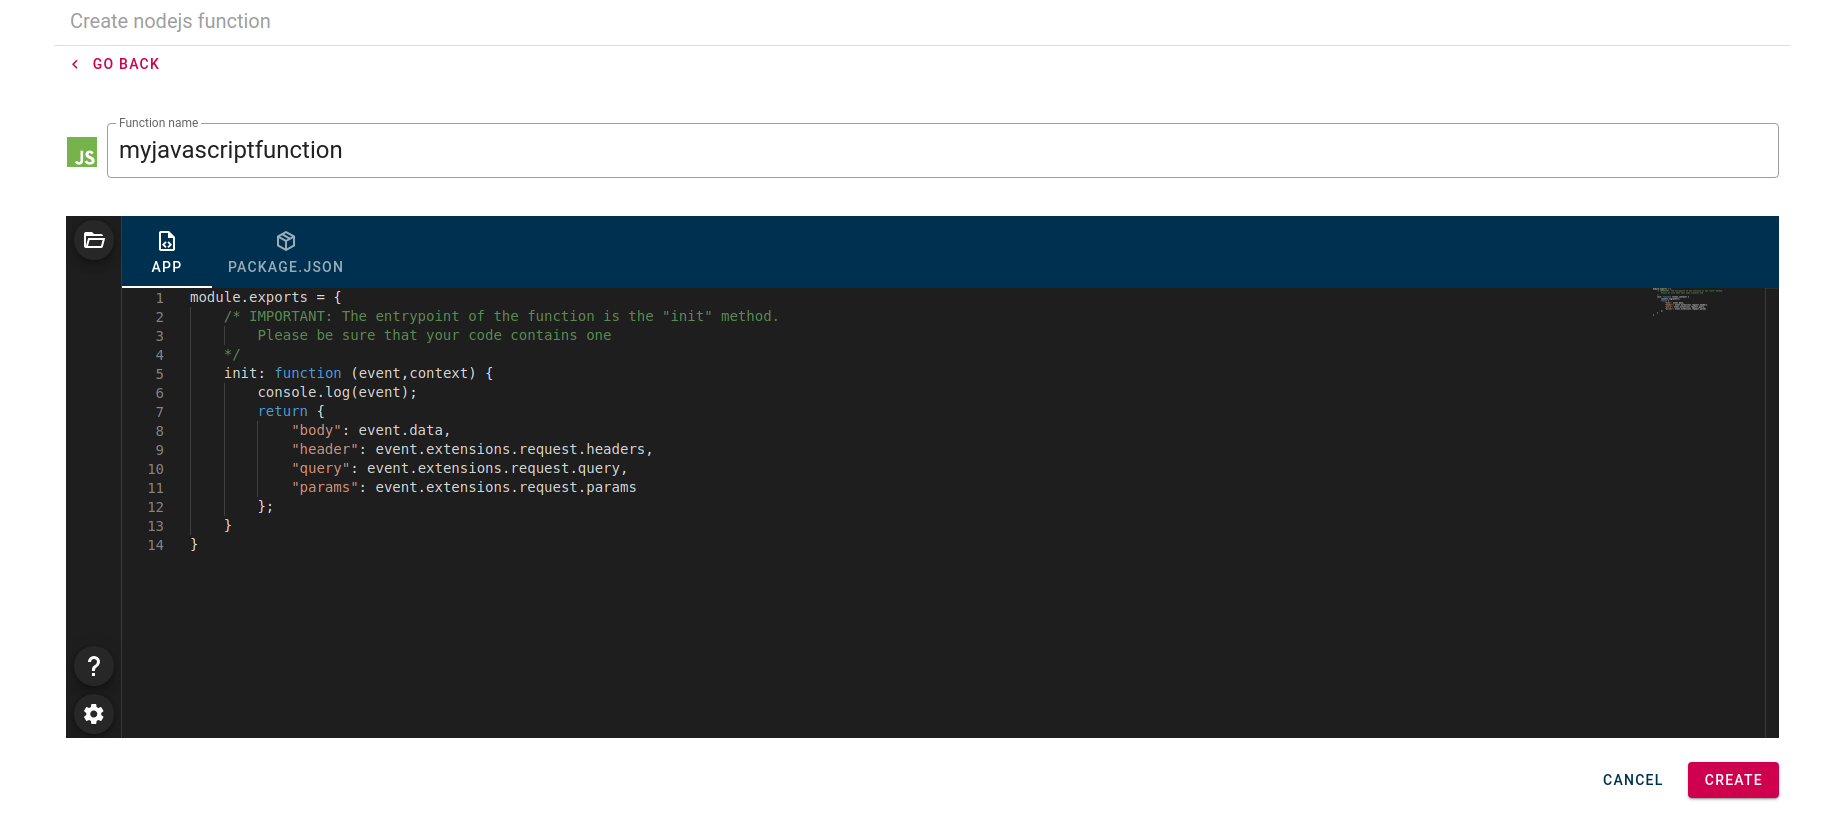 Create nodejs function
GO BACK
Function name
JS
myjavascriptfunction
APP
PACKAGE.JSON
1 module.exports = {
2 /* IMPORTANT: The entrypoint of the function is the "init" method.
3 Please be sure that your code contains one
4 */
5 init: function (event,context) {
6 console.log(event);
7 return {
8 "body": event.data,
9 "header": event.extensions.request.headers,
10 "query": event.extensions.request.query,
11 "params": event.extensions.request.params
12 };
13 }
14 }
?
CANCEL
CREATE